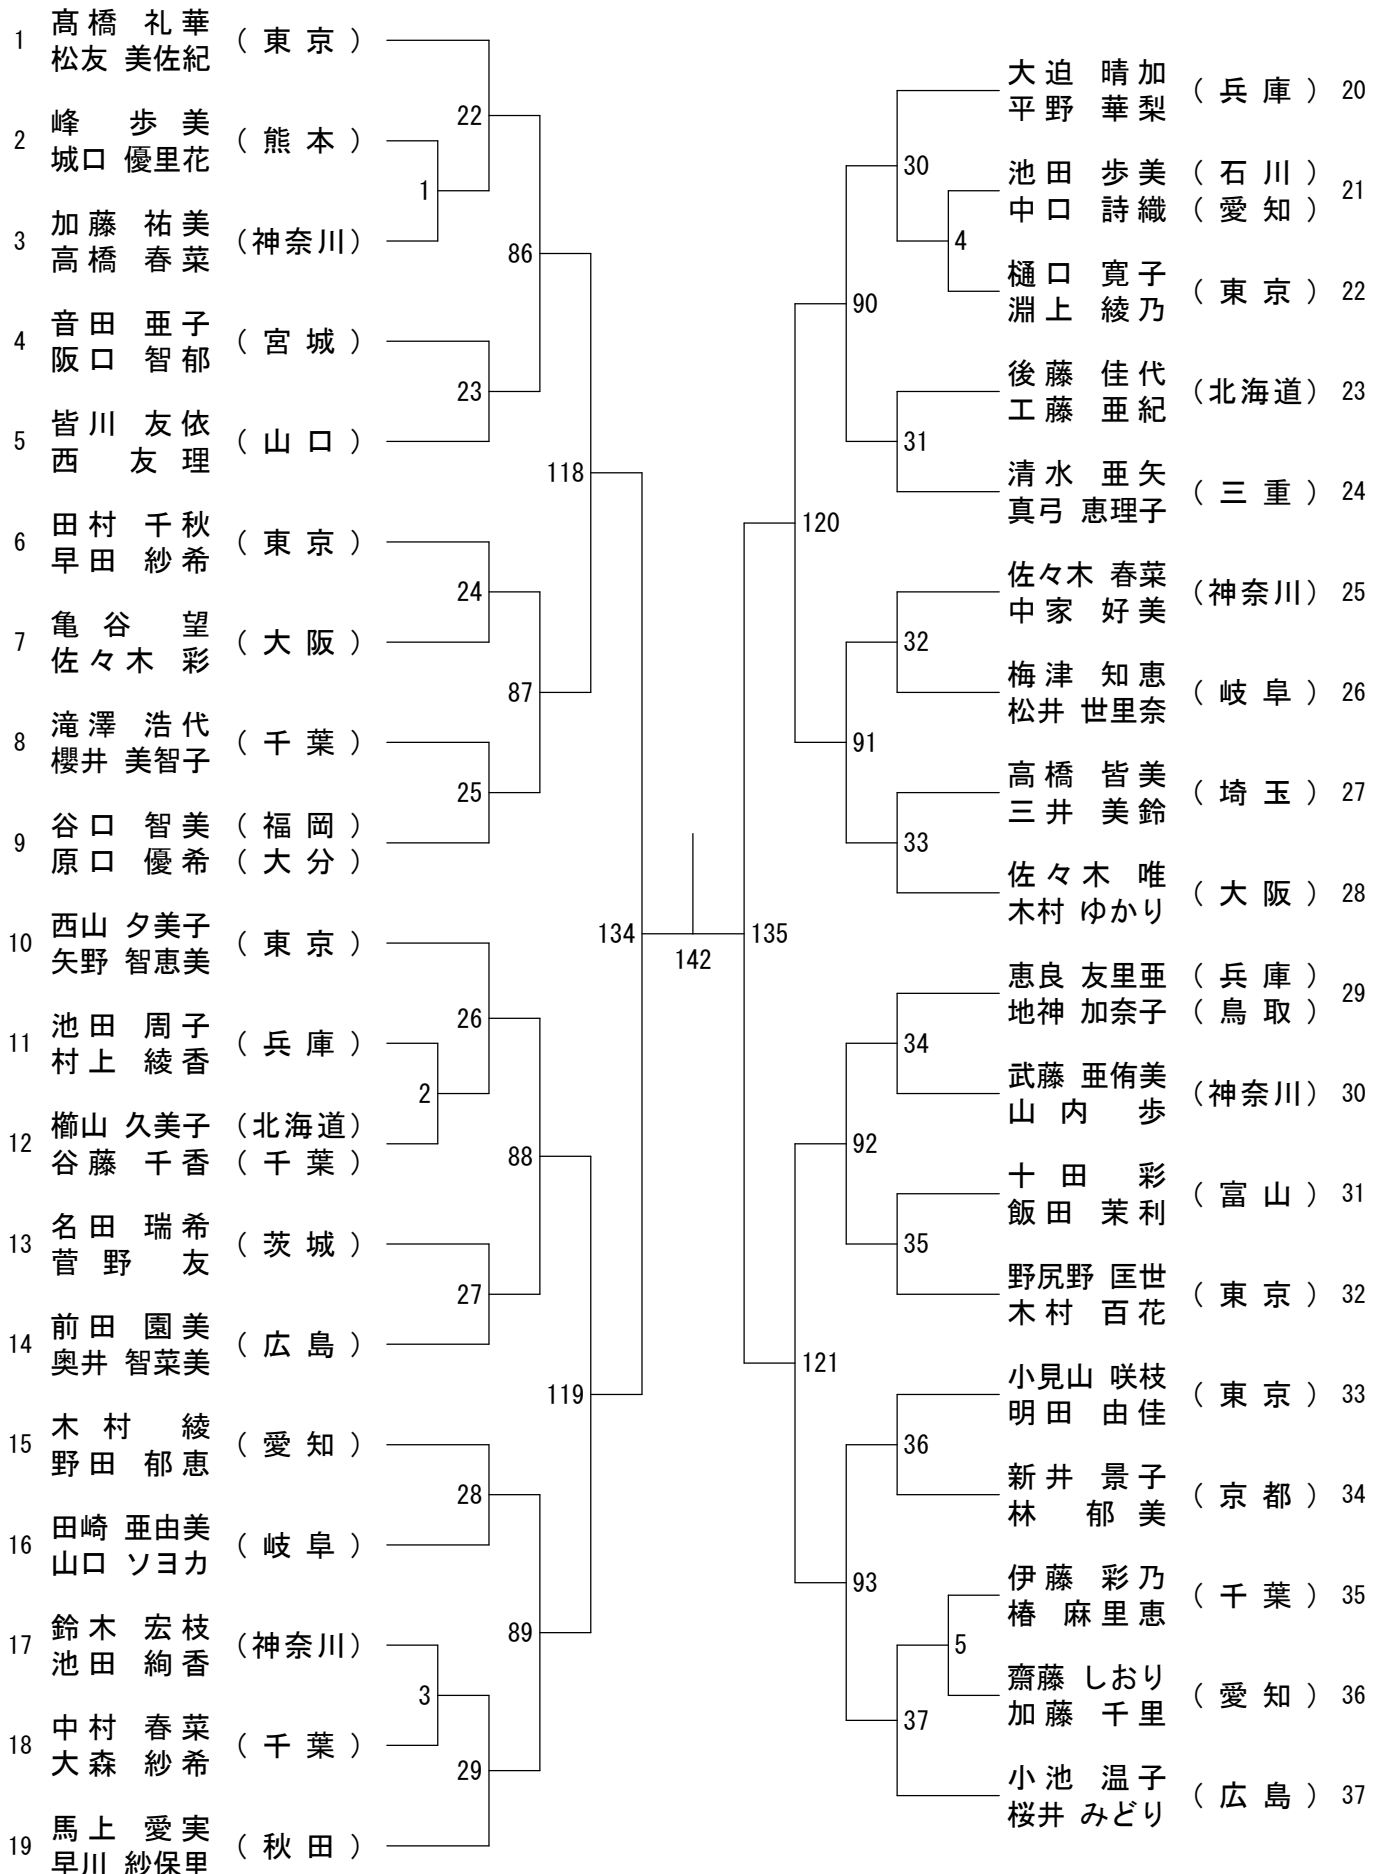 1 髙橋 礼華 (東京)
松友 美佐紀
2 峰 歩美 (熊本)
城口 優里花
3 加藤 祐美 (神奈川)
高橋 春菜
4 音田 亜子 (宮城)
阪口 智郁
5 皆川 友依 (山口)
西 友理
6 田村 千秋 (東京)
早田 紗希
7 亀谷 望 (大阪)
佐々木 彩
8 滝澤 浩代 (千葉)
櫻井 美智子
9 谷口 智美 (福岡)
原口 優希 (大分)
10 西山 夕美子 (東京)
矢野 智恵美
11 池田 周子 (兵庫)
村上 綾香
12 櫛山 久美子 (北海道)
谷藤 千香 (千葉)
13 名田 瑞希 (茨城)
菅野 友
14 前田 園美 (広島)
奥井 智菜美
15 木村 綾 (愛知)
野田 郁恵
16 田崎 亜由美 (岐阜)
山口 ソヨカ
17 鈴木 宏枝 (神奈川)
池田 絢香
18 中村 春菜 (千葉)
大森 紗希
19 馬上 愛実 (秋田)
早川 紗保里
1
2
3
22
23
24
25
26
27
28
29
86
87
88
89
118
119
134
142
135
120
121
90
91
92
93
30
31
32
33
34
35
36
37
4
5
大迫 晴加 (兵庫) 20
平野 華梨
池田 歩美 (石川) 21
中口 詩織 (愛知)
樋口 寛子 (東京) 22
淵上 綾乃
後藤 佳代 (北海道) 23
工藤 亜紀
清水 亜矢 (三重) 24
真弓 恵理子
佐々木 春菜 (神奈川) 25
中家 好美
梅津 知恵 (岐阜) 26
松井 世里奈
高橋 皆美 (埼玉) 27
三井 美鈴
佐々木 唯 (大阪) 28
木村 ゆかり
恵良 友里亜 (兵庫) 29
地神 加奈子 (鳥取)
武藤 亜侑美 (神奈川) 30
山内 歩
十田 彩 (富山) 31
飯田 茉利
野尻野 匡世 (東京) 32
木村 百花
小見山 咲枝 (東京) 33
明田 由佳
新井 景子 (京都) 34
林 郁美
伊藤 彩乃 (千葉) 35
椿 麻里恵
齋藤 しおり (愛知) 36
加藤 千里
小池 温子 (広島) 37
桜井 みどり